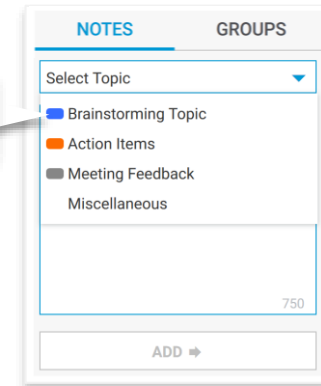 NOTES GROUPS
Select Topic
Brainstorming Topic
Action Items
Meeting Feedback
Miscellaneous
750
ADD